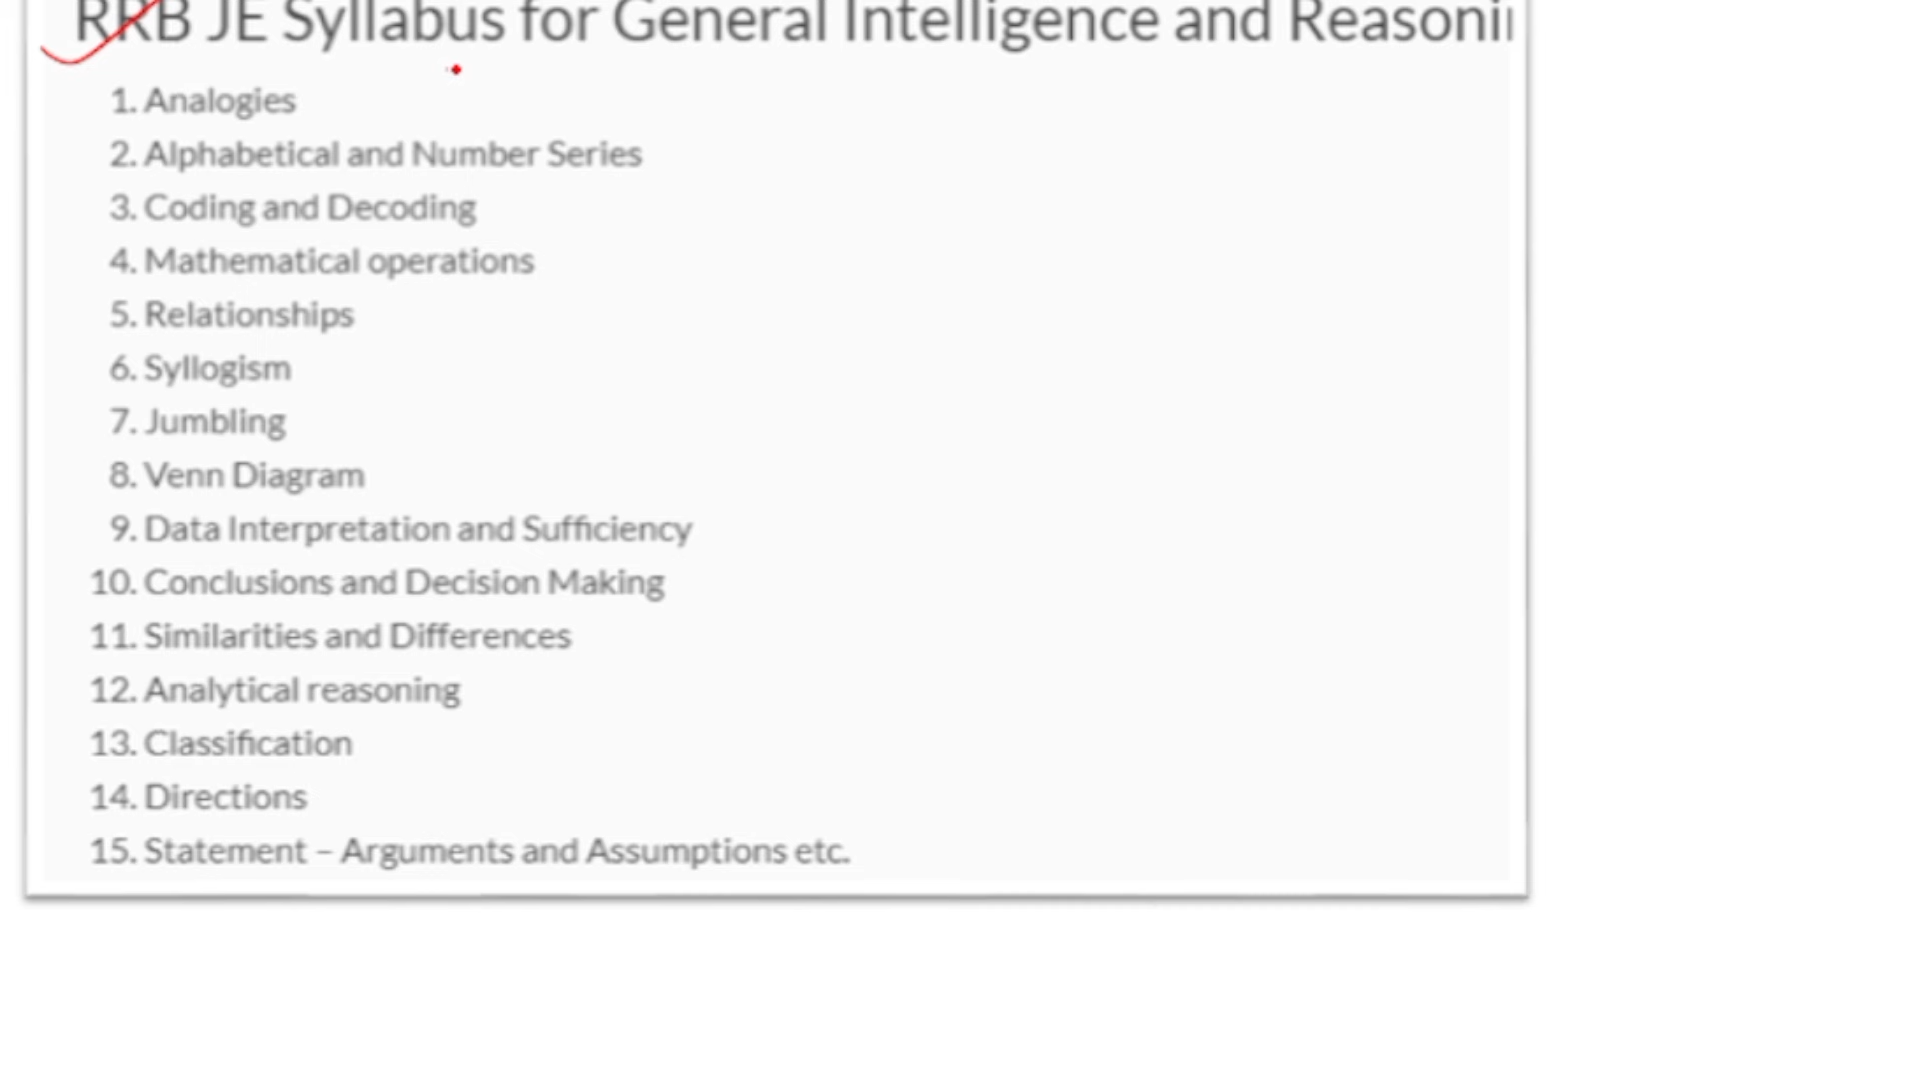 RRB JE Syllabus for General Intelligence and
1. Analogies
2. Alphabetical and Number Series
3. Coding and Decoding
4. Mathematical operations
5. Relationships
6. Syllogism
7. Jumbling
8. Venn Diagram
9. Data Interpretation and Sufficiency
10. Conclusions and Decision Making
11. Similarities and Differences
12. Analytical reasoning
13. Classification
14. Directions
15. Statement – Arguments and Assumptions etc.